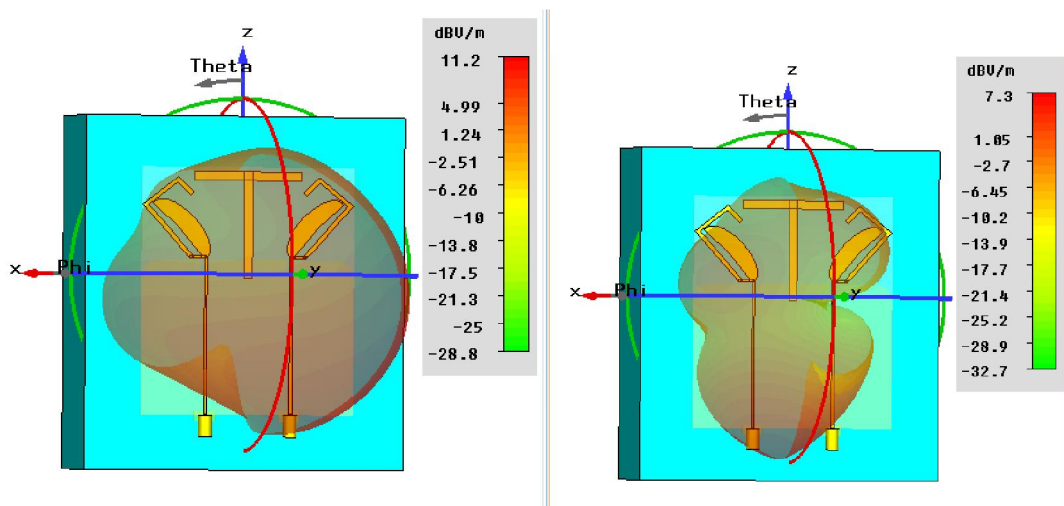 dBV/m
11.2
4.99
1.24
-2.51
-6.26
-10
-13.8
-17.5
-21.3
-25
-28.8
z
Theta
x
Phi
y
dBV/m
7.3
1.05
-2.7
-6.45
-10.2
-13.9
-17.7
-21.4
-25.2
-28.9
-32.7
z
Theta
x
Phi
y